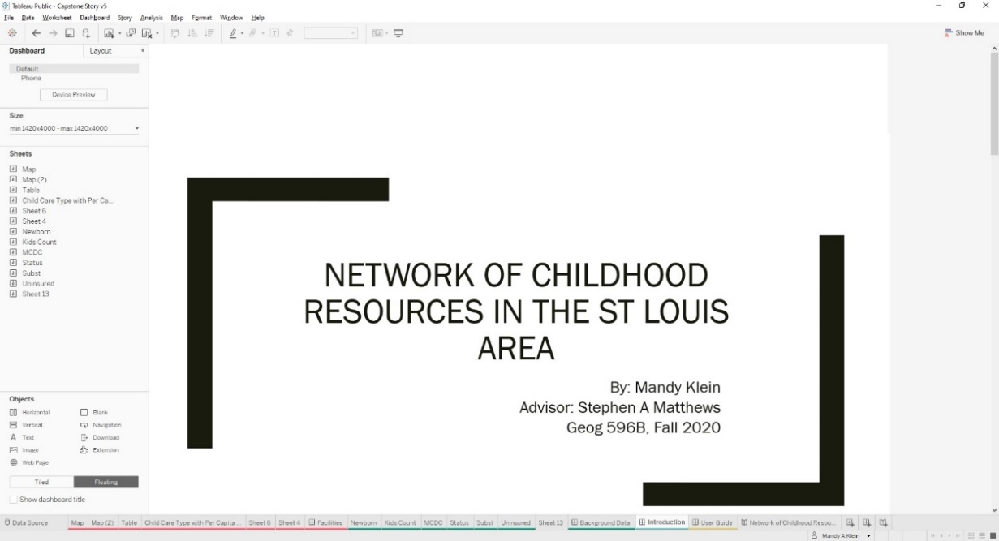 Tableau Public - Capstone Story v5
File Data Worksheet Dashboard Story Analysis Map Format Window Help
Show Me
Dashboard Layout
Default
Phone
Device Preview
Size
min 1420x4000 - max 1420x4000
Sheets
Map
Map (2)
Table
Child Care Type with Per Ca...
Sheet 6
Sheet 4
Newborn
Kids Count
MCDC
Status
Subst
Uninsured
Sheet 13
NETWORK OF CHILDHOOD
RESOURCES IN THE ST LOUIS
AREA
By: Mandy Klein
Advisor: Stephen A Matthews
Geog 596B, Fall 2020
Objects
Horizontal Blank
Vertical Navigation
A Text Download
Image Extension
Web Page
Tiled Floating
Show dashboard title
Data Source Map Map (2) Table Child Care Type with Per Capita ... Sheet 6 Sheet 4 Facilities Newborn Kids Count MCDC Status Subst Uninsured Sheet 13 Background Data Introduction User Guide Network of Childhood Resou...
Mandy A Klein